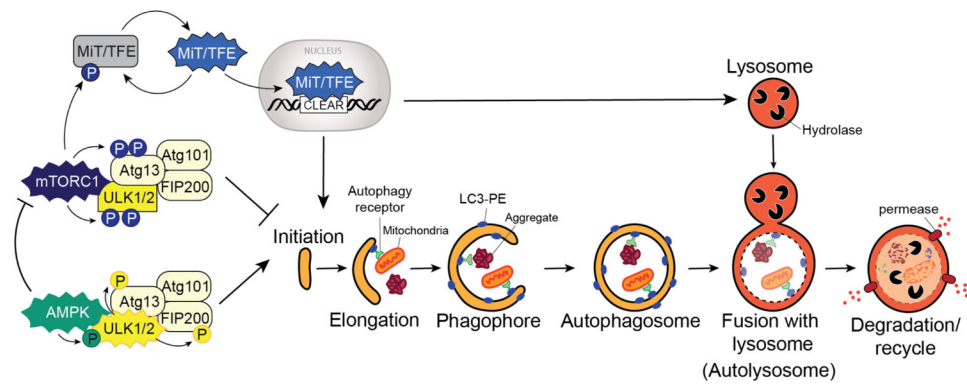 NUCLEUS
MiT/TFE
P
MiT/TFE
MiT/TFE
CLEAR
Lysosome
Hydrolase
P P
Atg101
Atg13
FIP200
mTORC1
ULK1/2
P P
Autophagy
receptor
Mitochondria
LC3-PE
Aggregate
permease
Initiation
Elongation
Phagophore
Autophagosome
Fusion with
lysosome
(Autolysosome)
Degradation/
recycle
P
Atg101
Atg13
FIP200
AMPK
ULK1/2
P
P